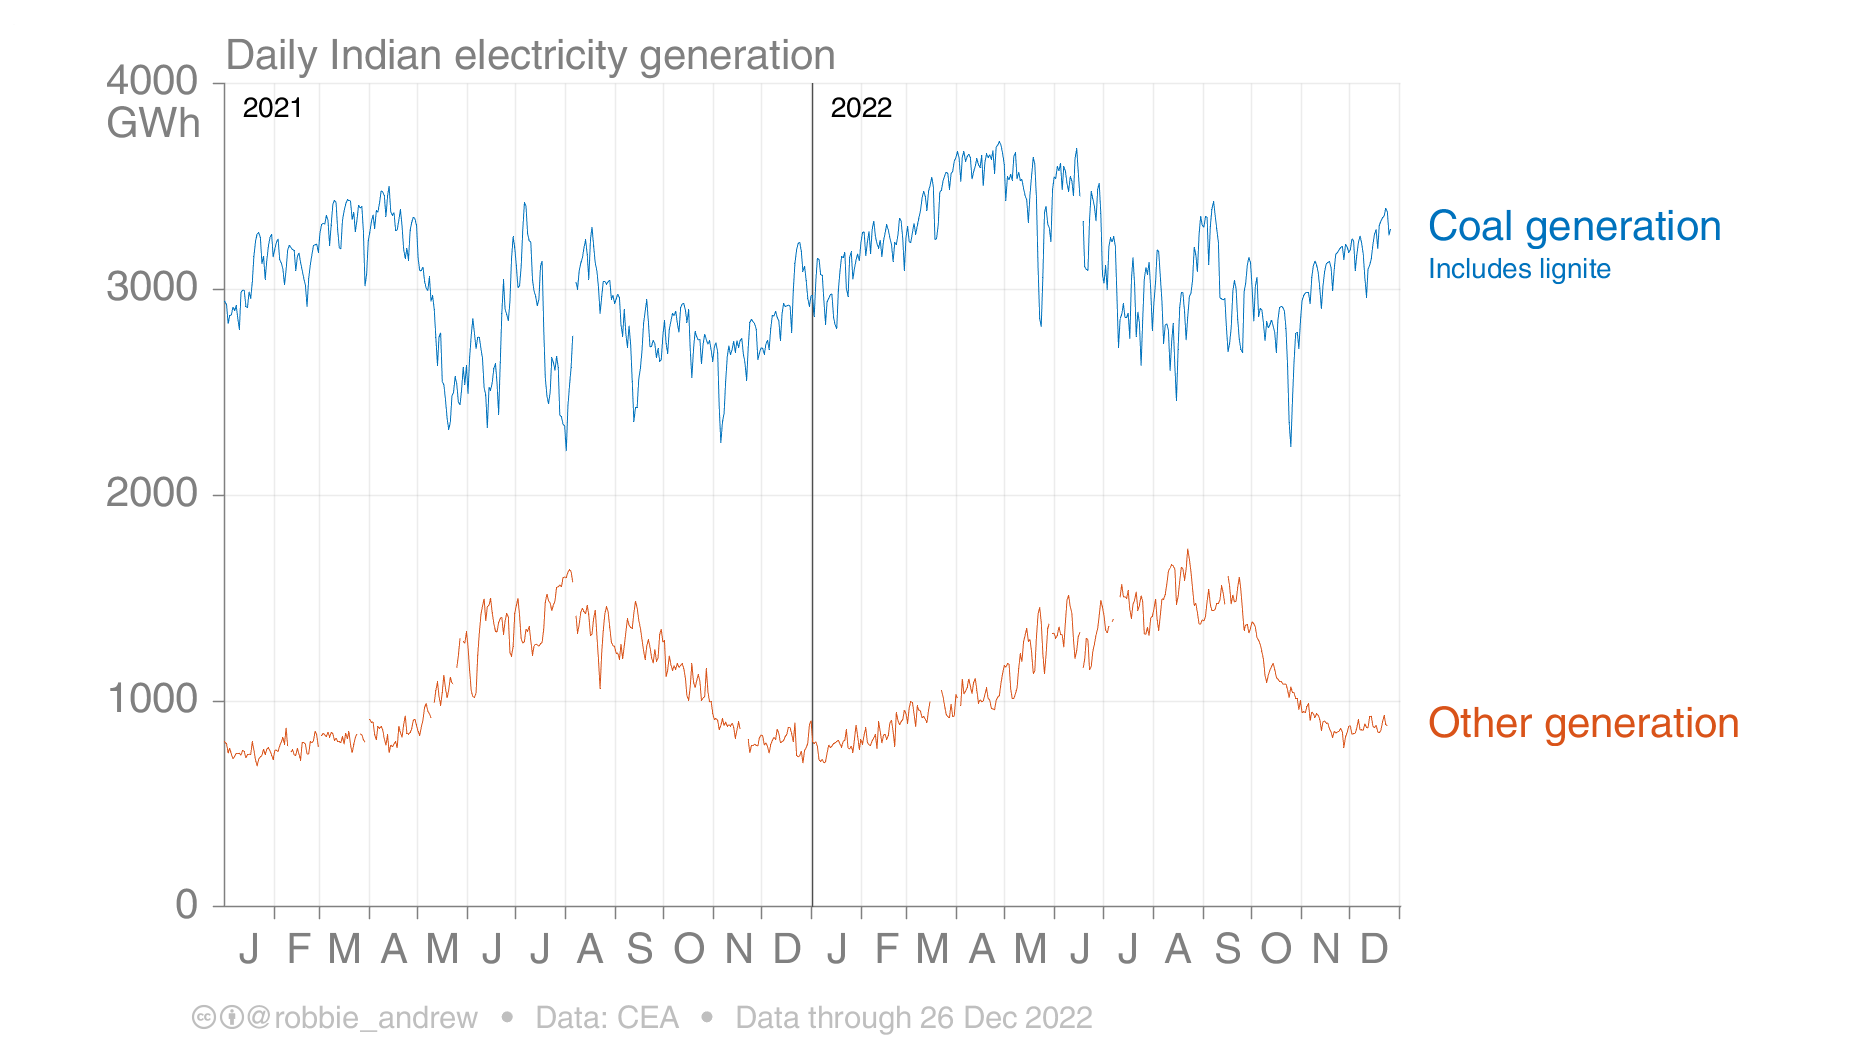 Daily Indian electricity generation
4000
GWh
2021
2022
Coal generation
Includes lignite
3000
2000
1000
Other generation
0
J F M A M J J A S O N D J F M A M J J A S O N D
@robbie_andrew • Data: CEA • Data through 26 Dec 2022